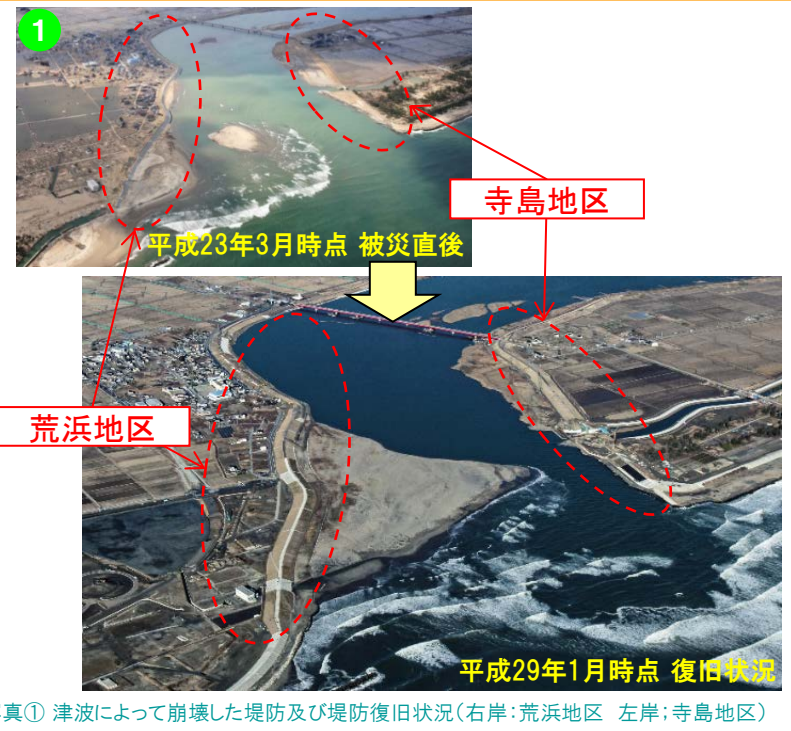 1
寺島地区
平成23年3月時点 被災直後
荒浜地区
平成29年1月時点 復旧状況
真① 津波によって崩壊した堤防及び堤防復旧状況(右岸:荒浜地区 左岸;寺島地区)